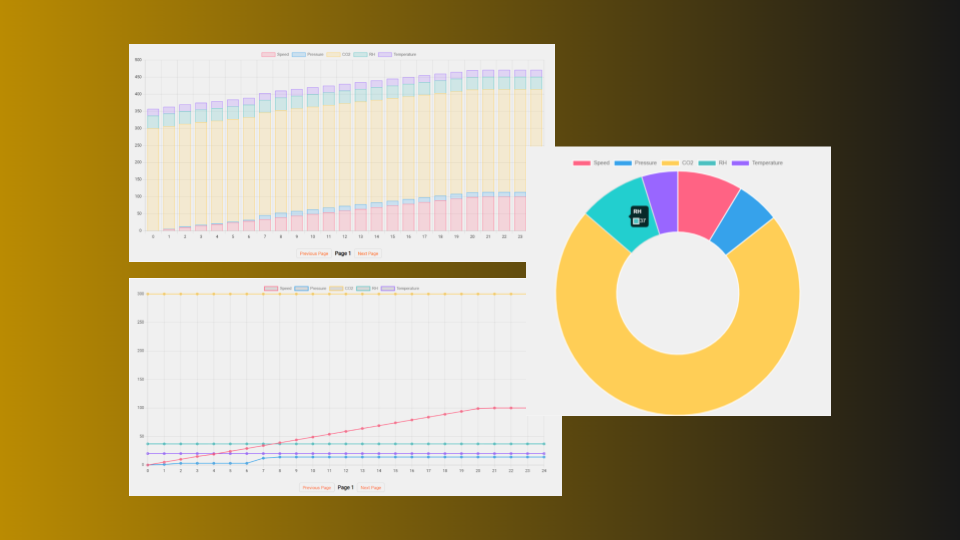 Speed Pressure CO2 RH Temperature
500
450
400
350
300
250
200
150
100
50
0
0 1 2 3 4 5 6 7 8 9 10 11 12 13 14 15 16 17 18 19 20 21 22 23
Previous Page Page 1 Next Page
Speed Pressure CO2 RH Temperature
RH
37
Speed Pressure CO2 RH Temperature
300
250
200
150
100
50
0
0 1 2 3 4 5 6 7 8 9 10 11 12 13 14 15 16 17 18 19 20 21 22 23 24
Previous Page Page 1 Next Page